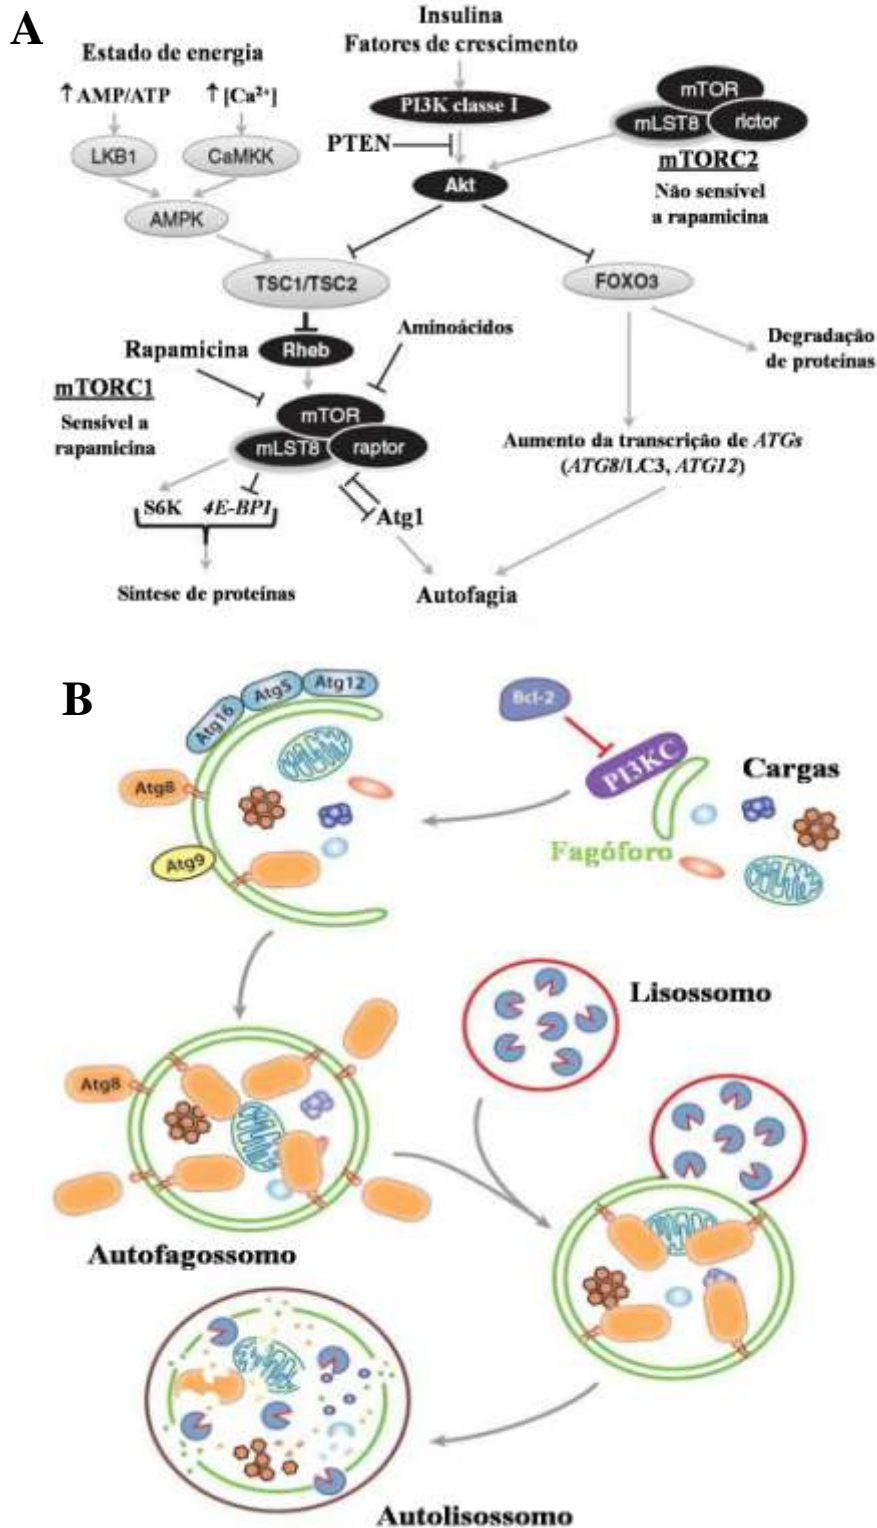 A
Insulina
Fatores de crescimento
Estado de energia
↑AMP/ATP
↑[Ca²⁺]
PI3K classe I
mTOR
mLST8
rictor
PTEN
LKB1
CaMKK
mTORC2
Akt
Não sensível
a rapamicina
AMPK
TSC1/TSC2
FOXO3
Aminoácidos
Rapamicina
Rheb
Degradação
de proteínas
mTORC1
Sensível a
rapamicina
mTOR
mLST8
raptor
Aumento da transcrição de ATGs
(ATG8/LC3, ATG12)
S6K
4E-BP1
Atg1
Síntese de proteínas
Autofagia
B
Atg16
Atg5
Atg12
Bcl-2
PI3KC
Cargas
Atg8
Fagóforo
Atg9
Lisossomo
Atg8
Autofagossomo
Autolisossomo